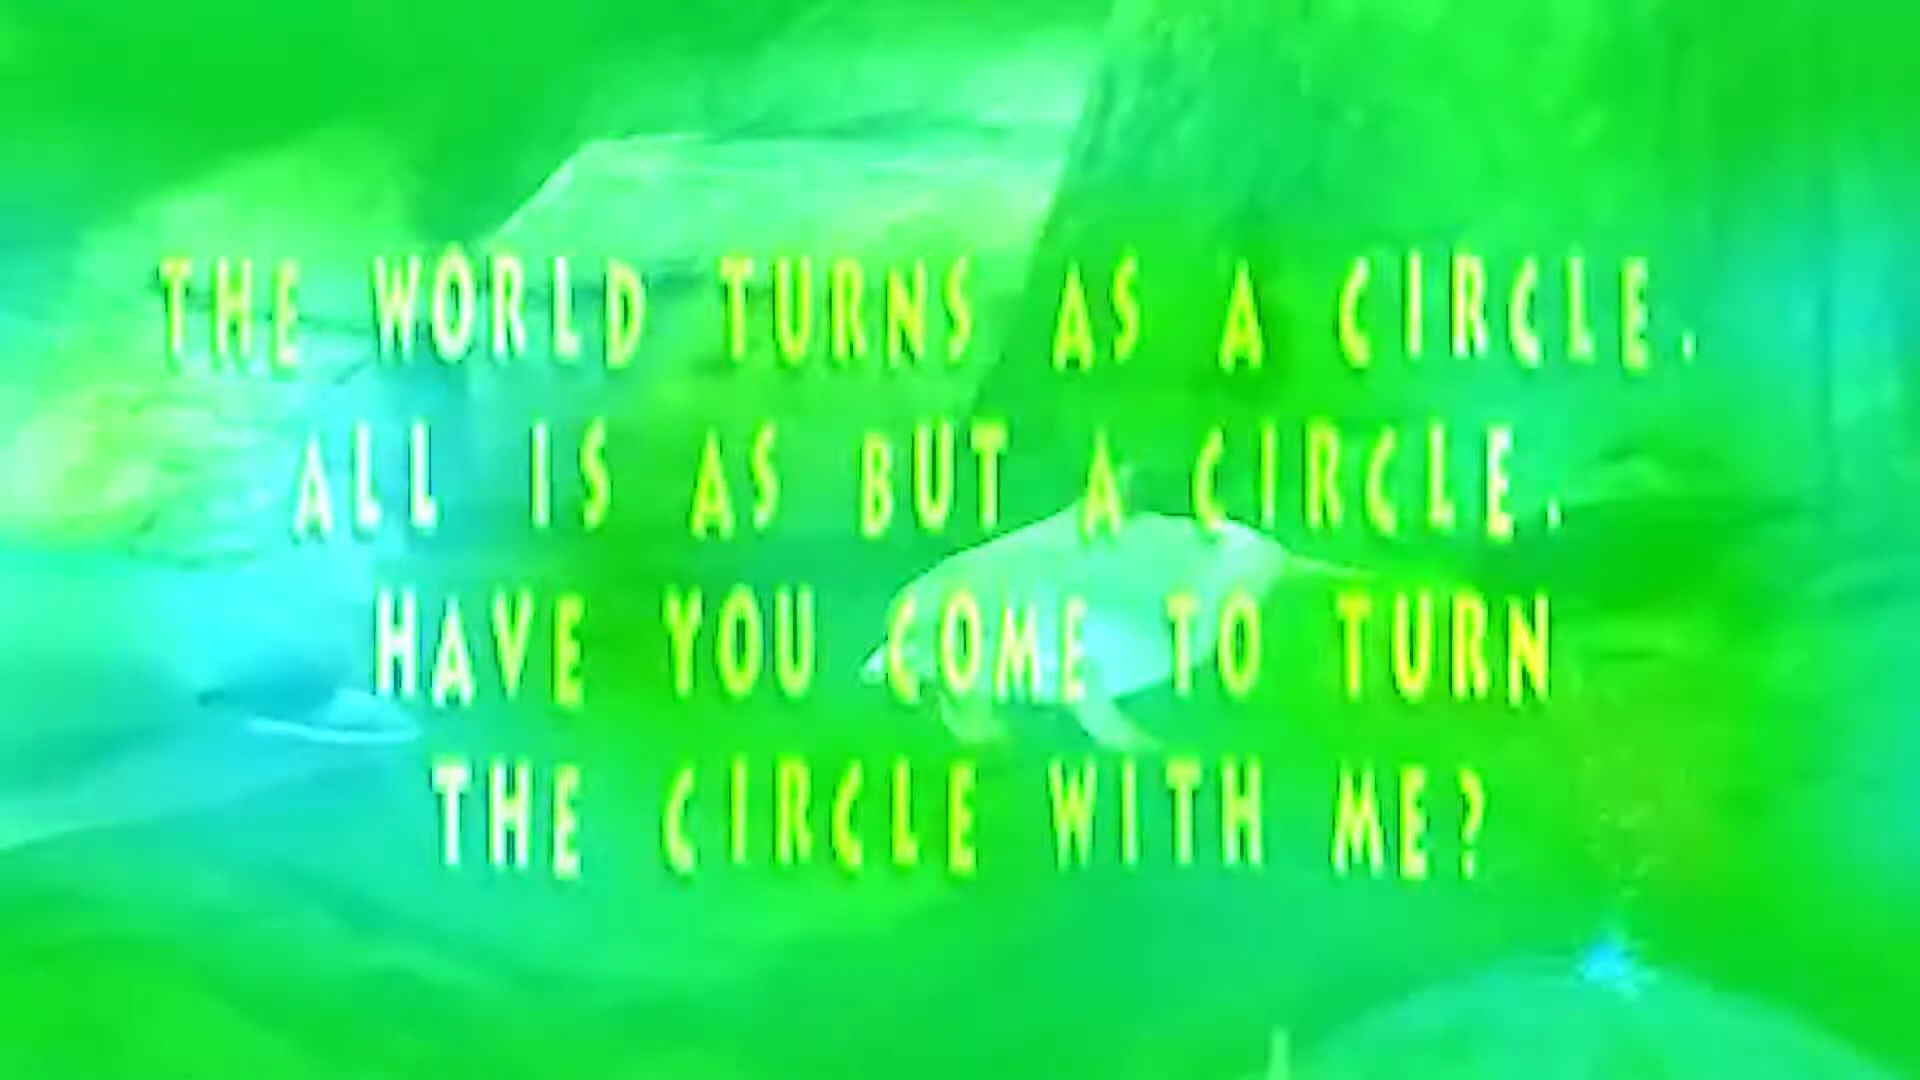 THE WORLD TURNS AS A CIRCLE.
ALL IS AS BUT A CIRCLE.
HAVE YOU COME TO TURN
THE CIRCLE WITH ME?